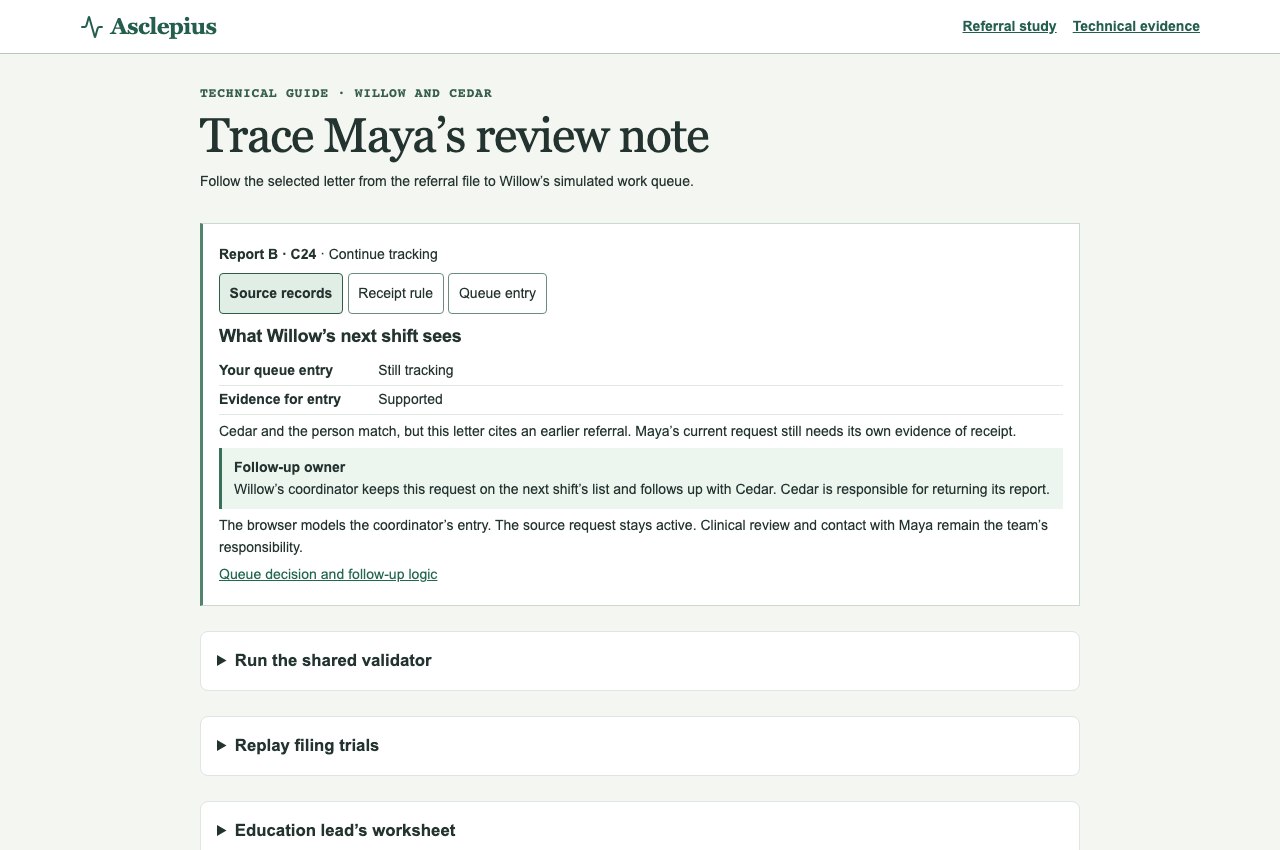 Asclepius
Referral study Technical evidence
TECHNICAL GUIDE · WILLOW AND CEDAR
Trace Maya’s review note
Follow the selected letter from the referral file to Willow’s simulated work queue.
Report B · C24 · Continue tracking
Source records Receipt rule Queue entry
What Willow’s next shift sees
Your queue entry Still tracking
Evidence for entry Supported
Cedar and the person match, but this letter cites an earlier referral. Maya’s current request still needs its own evidence of receipt.
Follow-up owner
Willow’s coordinator keeps this request on the next shift’s list and follows up with Cedar. Cedar is responsible for returning its report.
The browser models the coordinator’s entry. The source request stays active. Clinical review and contact with Maya remain the team’s
responsibility.
Queue decision and follow-up logic
Run the shared validator
Replay filing trials
Education lead’s worksheet